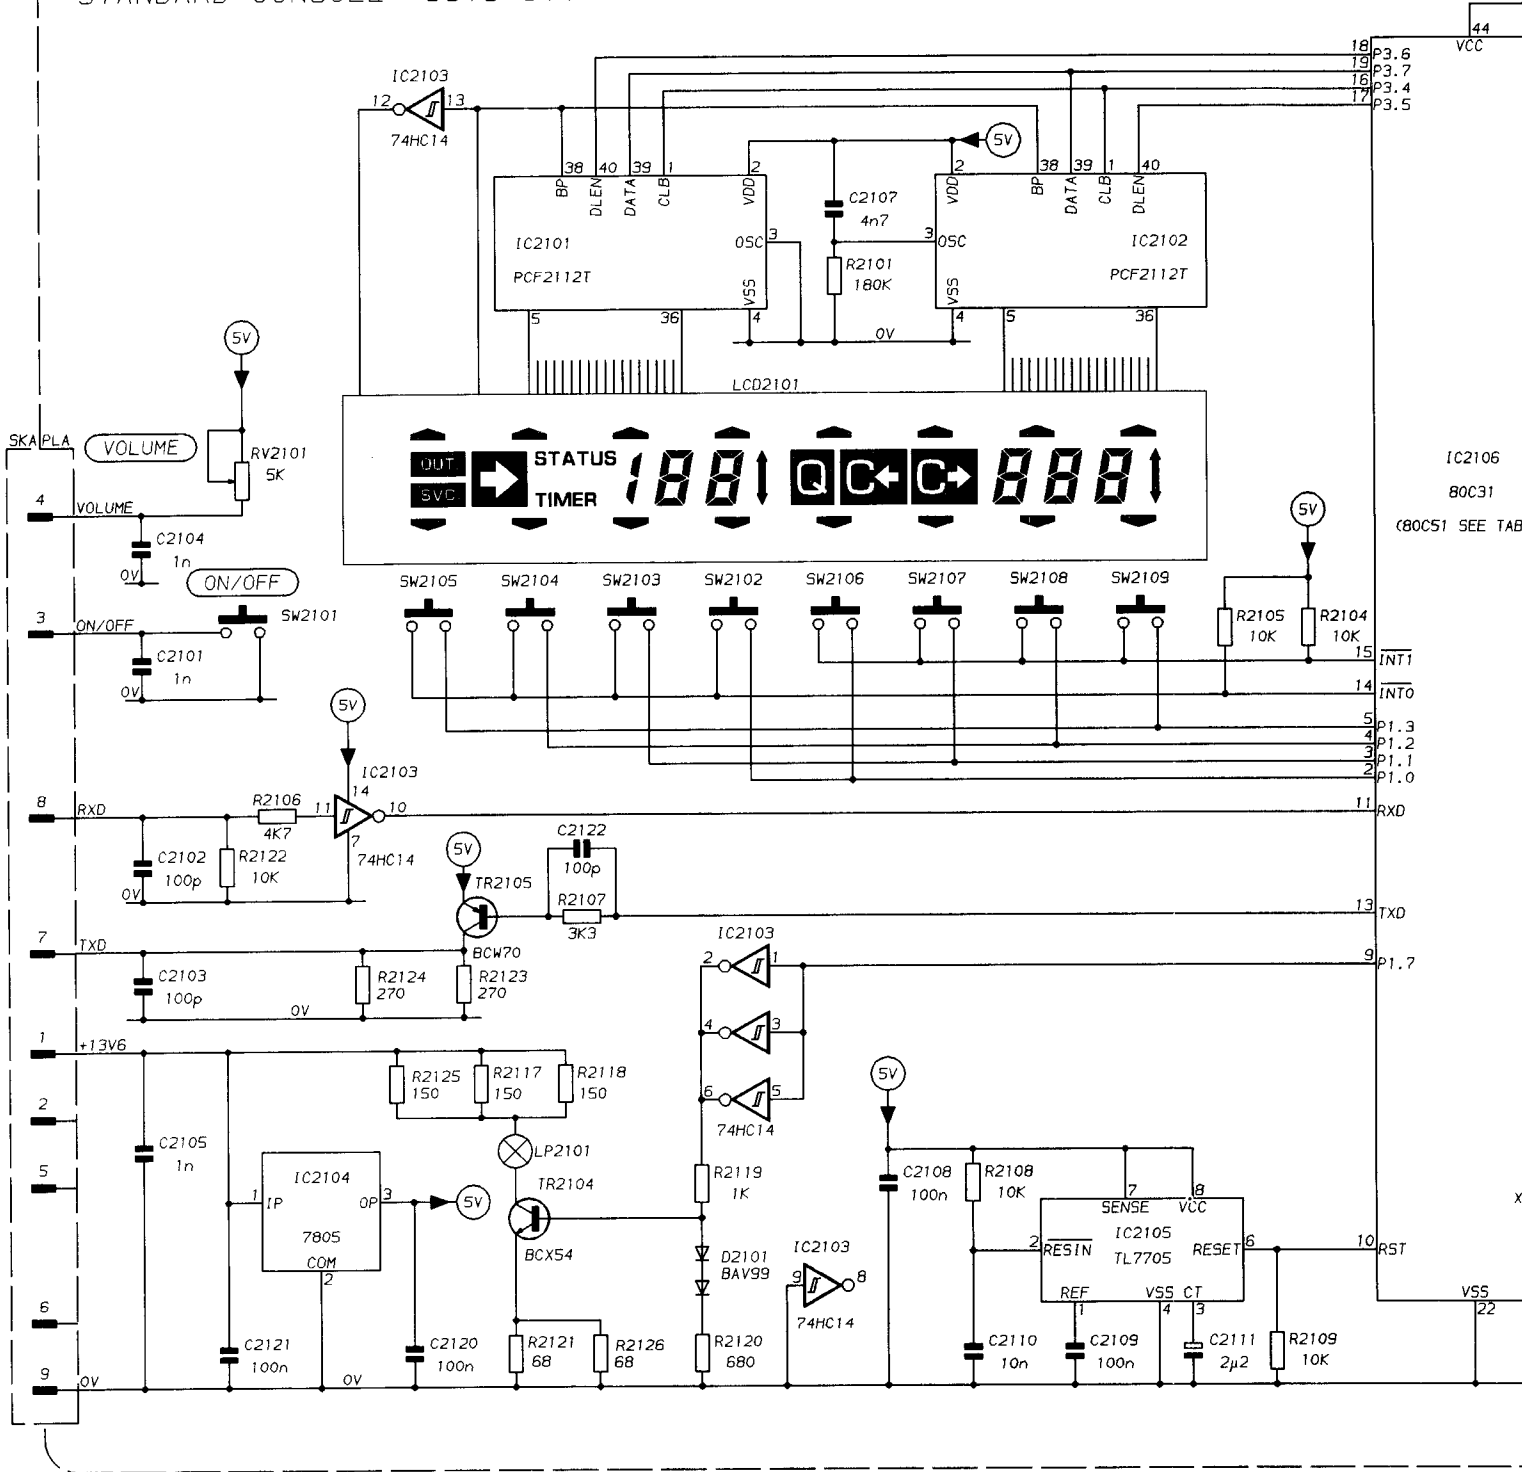 STANDARD CONSOLE
44
VCC
18 P3.6
19 P3.7
16 P3.4
17 P3.5
IC2103
12 13
74HC14
5V
38 40 39 1 2
BP DLEN DATA CLB VDD
2 38 39 1 40
VDD BP DATA CLB DLEN
C2107
4n7
IC2101
PCF2112T
OSC 3
3 OSC
IC2102
PCF2112T
R2101
180K
VSS
VSS
5 36 4
4 5 36
0V
5V
LCD2101
SKA PLA
VOLUME
RV2101
5K
OUT
SVC
STATUS
TIMER
188
Q C C 888
IC2106
80C31
(80C51 SEE TAB
4 VOLUME
C2104
1n
0V
ON/OFF
5V
SW2105 SW2104 SW2103 SW2102 SW2106 SW2107 SW2108 SW2109
3 ON/OFF
SW2101
C2101
1n
0V
R2105
10K
R2104
10K
15 INT1
14 INT0
5V
5 P1.3
4 P1.2
3 P1.1
2 P1.0
IC2103
14
8 RXD
R2106
4K7
11 10
7
74HC14
11 RXD
C2102
100p
R2122
10K
0V
5V
C2122
100p
TR2105
R2107
3K3
13 TXD
BCW70
7 TXD
C2103
100p
R2124
270
R2123
270
0V
IC2103
2 1
4 3
6 5
74HC14
9 P1.7
1 +13V6
R2125
150
R2117
150
R2118
150
5V
2
C2105
1n
LP2101
5
IC2104
1 IP OP 3
7805
COM
2
5V
TR2104
BCX54
R2119
1K
C2108
100n
R2108
10K
7 8
SENSE VCC
IC2105
TL7705
2 RESIN
RESET 6
10 RST
X
D2101
BAV99
IC2103
9 8
74HC14
REF VSS CT
1 4 3
VSS
22
6
C2121
100n
C2120
100n
R2121
68
R2126
68
R2120
680
C2110
10n
C2109
100n
C2111
2µ2
R2109
10K
9 0V
0V